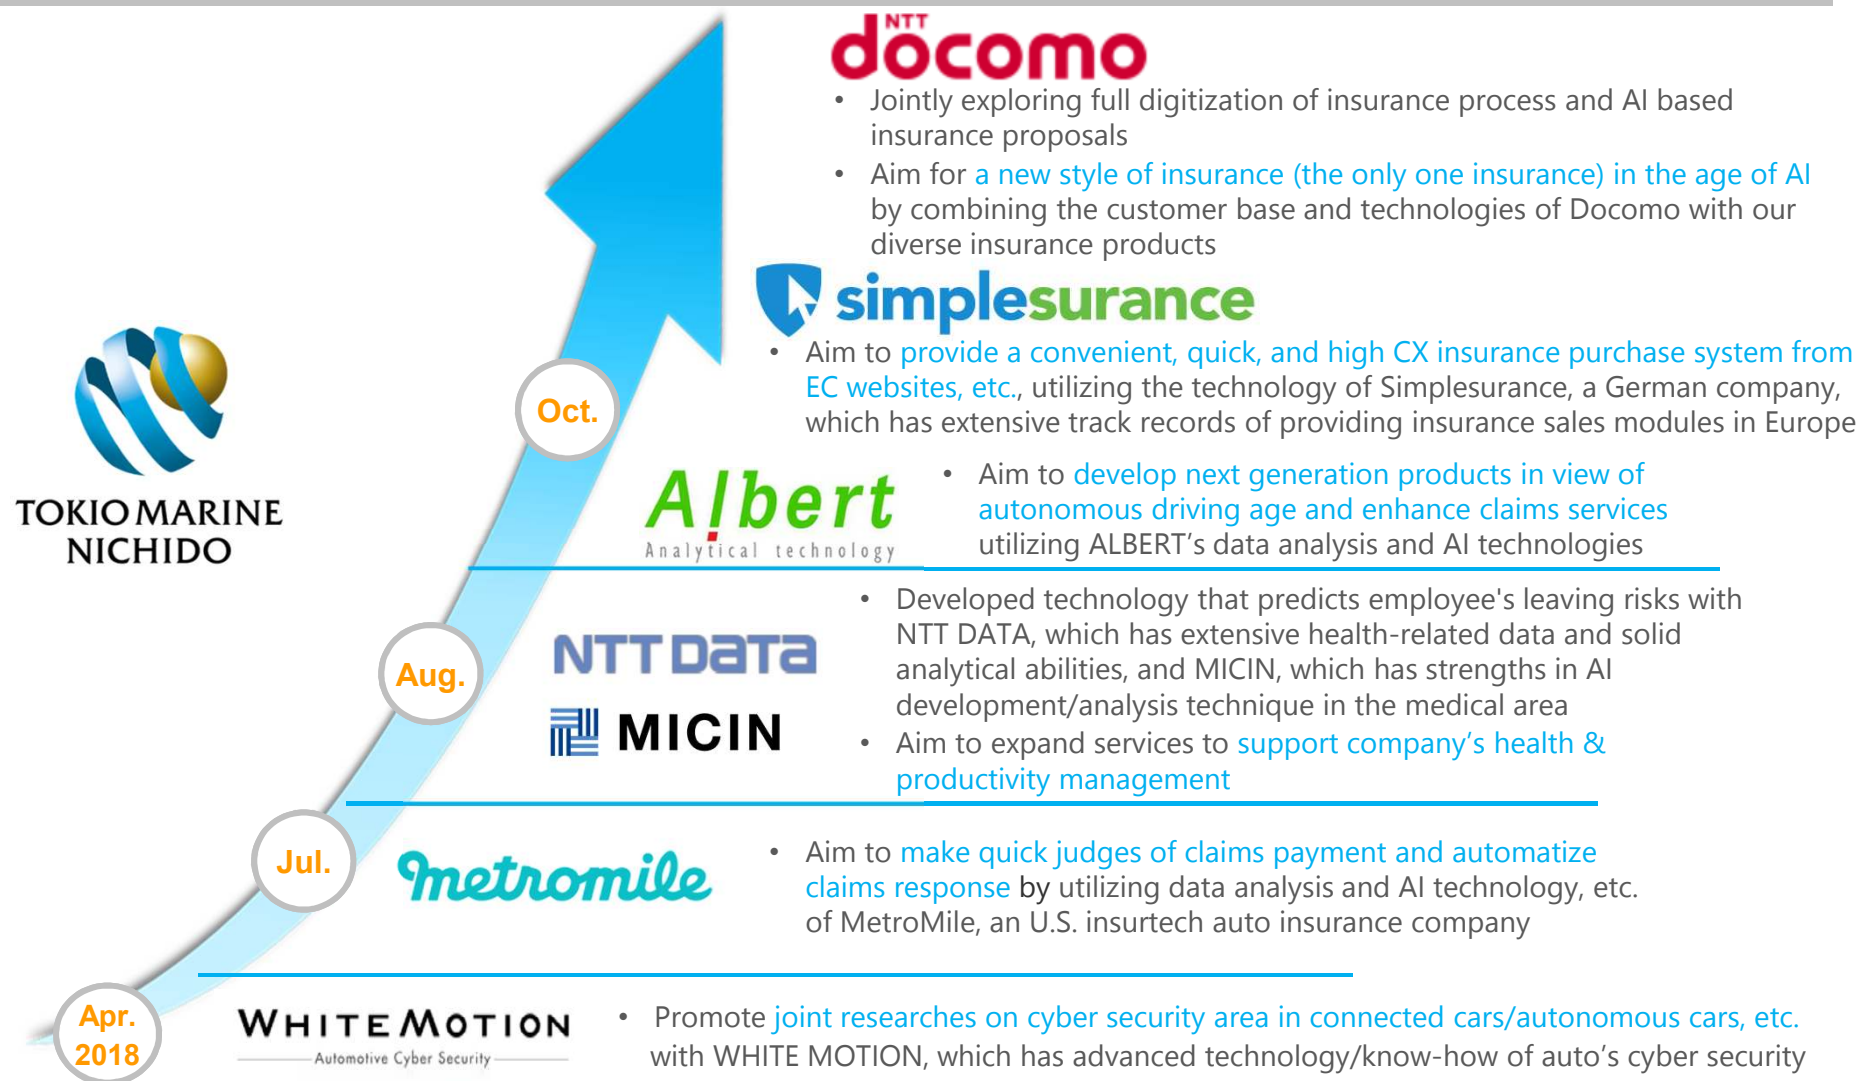 NTT
döcomo
• Jointly exploring full digitization of insurance process and AI based
insurance proposals
• Aim for a new style of insurance (the only one insurance) in the age of AI
by combining the customer base and technologies of Docomo with our
diverse insurance products
simplesurance
• Aim to provide a convenient, quick, and high CX insurance purchase system from
EC websites, etc., utilizing the technology of Simplesurance, a German company,
which has extensive track records of providing insurance sales modules in Europe
Oct.
TOKIO MARINE
NICHIDO
Albert
Analytical technology
• Aim to develop next generation products in view of
autonomous driving age and enhance claims services
utilizing ALBERT’s data analysis and AI technologies
Aug.
NTT DATA
MICIN
• Developed technology that predicts employee's leaving risks with
NTT DATA, which has extensive health-related data and solid
analytical abilities, and MICIN, which has strengths in AI
development/analysis technique in the medical area
• Aim to expand services to support company’s health &
productivity management
Jul.
metromile
• Aim to make quick judges of claims payment and automatize
claims response by utilizing data analysis and AI technology, etc.
of MetroMile, an U.S. insurtech auto insurance company
Apr.
2018
WHITE MOTION
Automotive Cyber Security
• Promote joint researches on cyber security area in connected cars/autonomous cars, etc.
with WHITE MOTION, which has advanced technology/know-how of auto’s cyber security